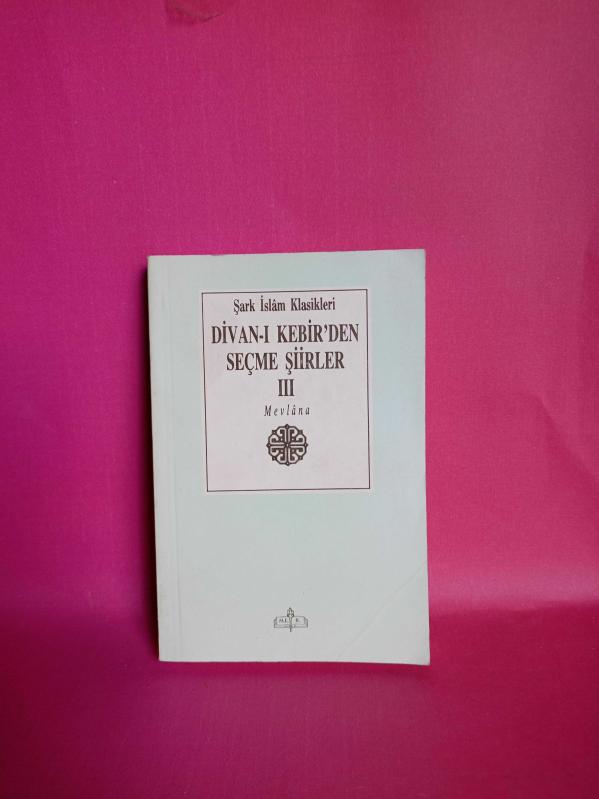 Şark İslâm Klasikleri
DİVAN-I KEBİR'DEN
SEÇME ŞİİRLER
III
Mevlâna
M.E. B.